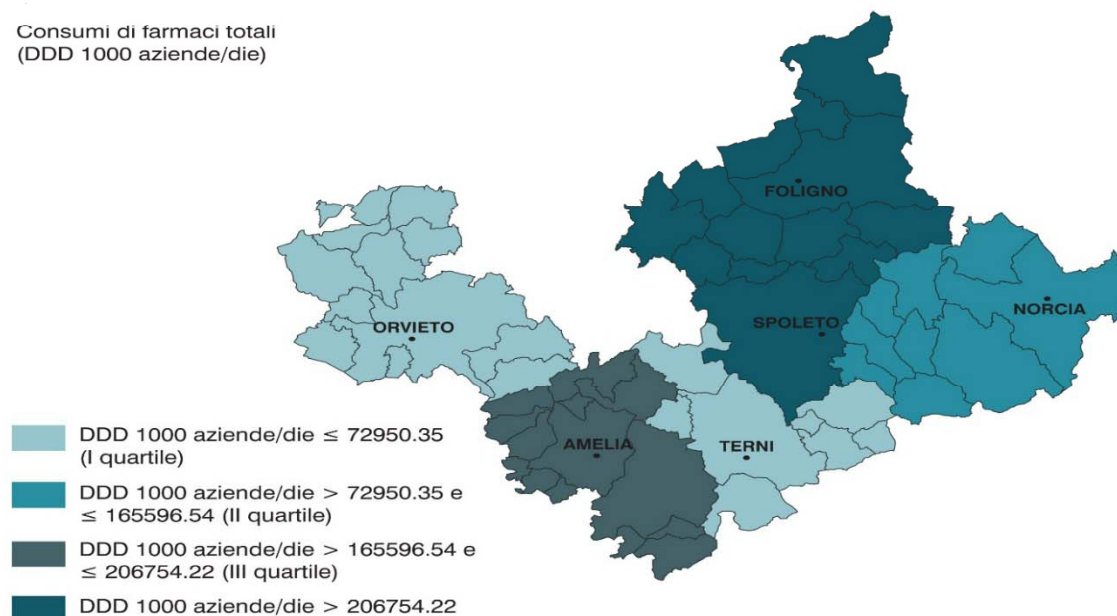 Consumi di farmaci totali
(DDD 1000 aziende/die)
FOLIGNO
NORCIA
SPOLETO
ORVIETO
AMELIA
TERNI
DDD 1000 aziende/die ≤ 72950.35
(I quartile)
DDD 1000 aziende/die > 72950.35 e
≤ 165596.54 (II quartile)
DDD 1000 aziende/die > 165596.54 e
≤ 206754.22 (III quartile)
DDD 1000 aziende/die > 206754.22